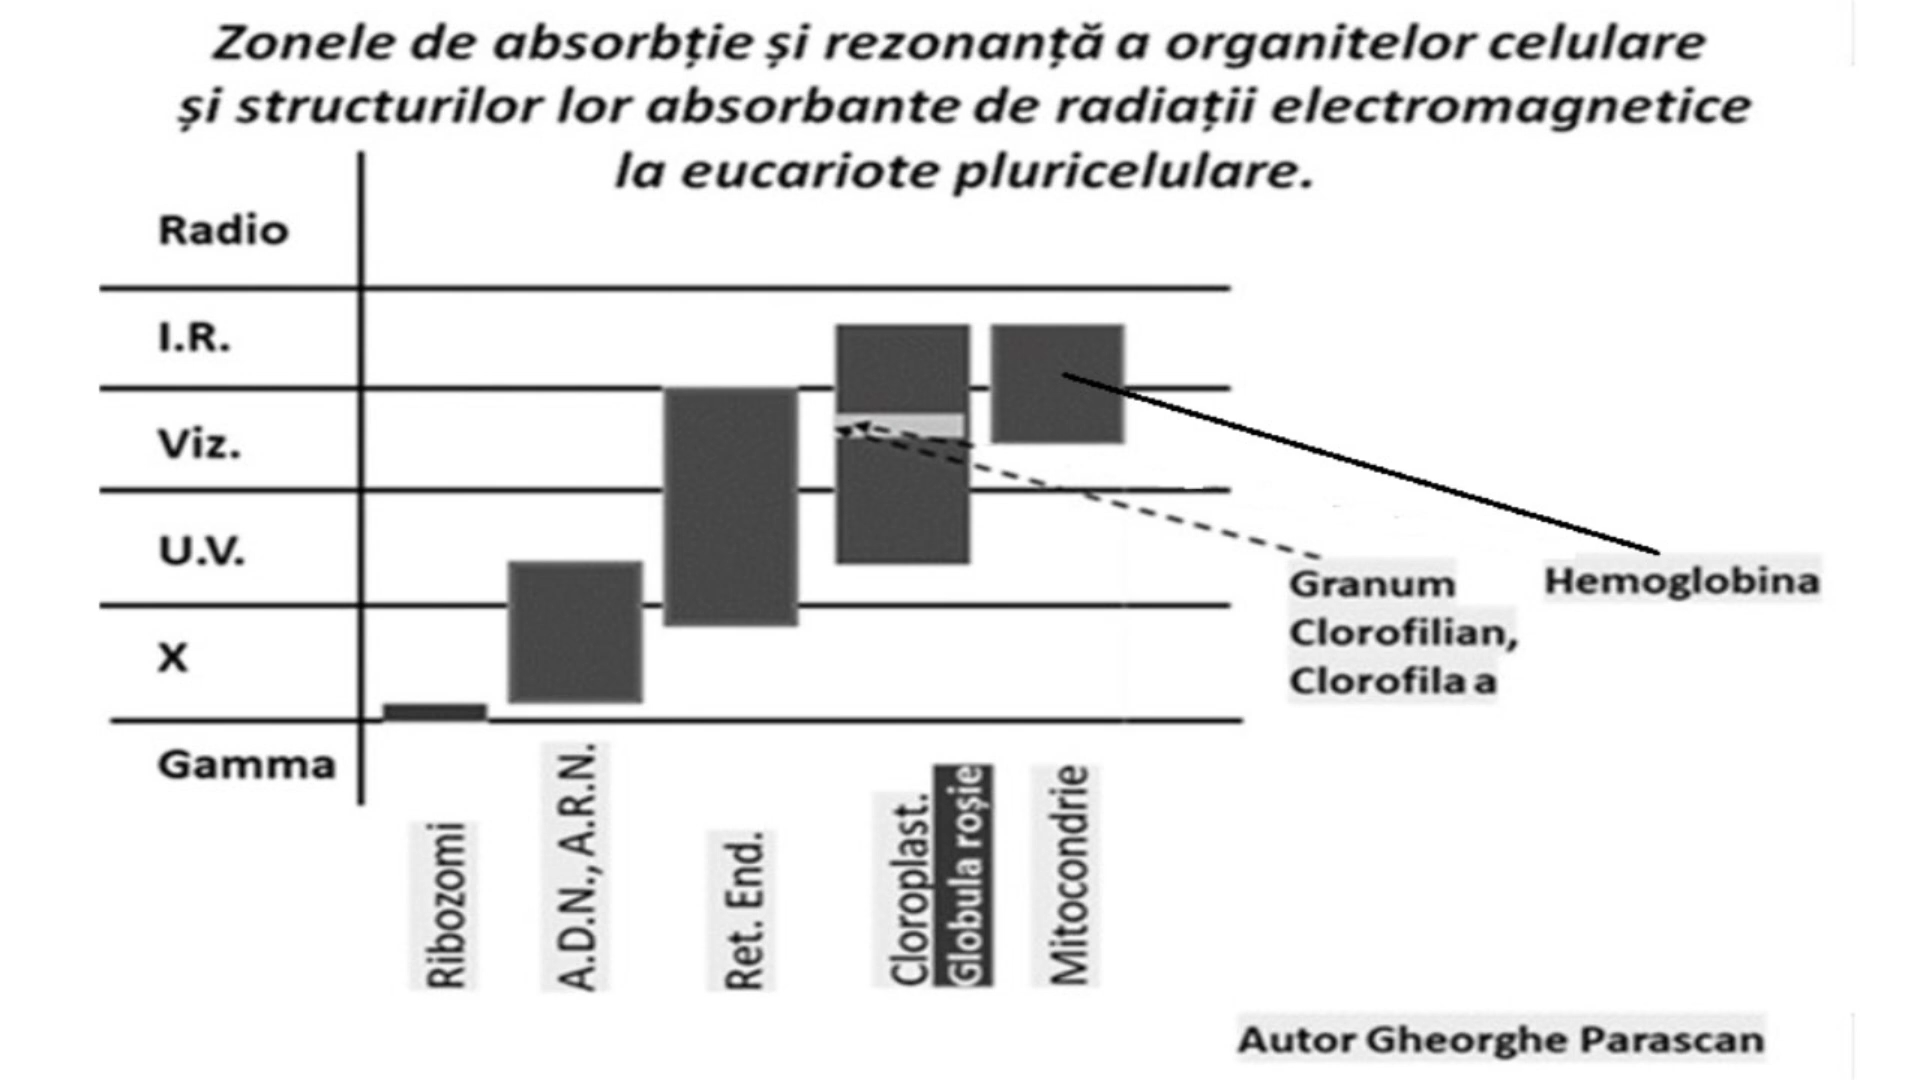 Zonele de absorbție și rezonanță a organitelor celulare
și structurilor lor absorbante de radiații electromagnetice
la eucariote pluricelulare.
Radio
I.R.
Viz.
U.V.
X
Gamma
Granum
Clorofilian,
Clorofila a
Hemoglobina
Ribozomi
A.D.N., A.R.N.
Ret. End.
Cloroplast.
Globula roșie
Mitocondrie
Autor Gheorghe Parascan